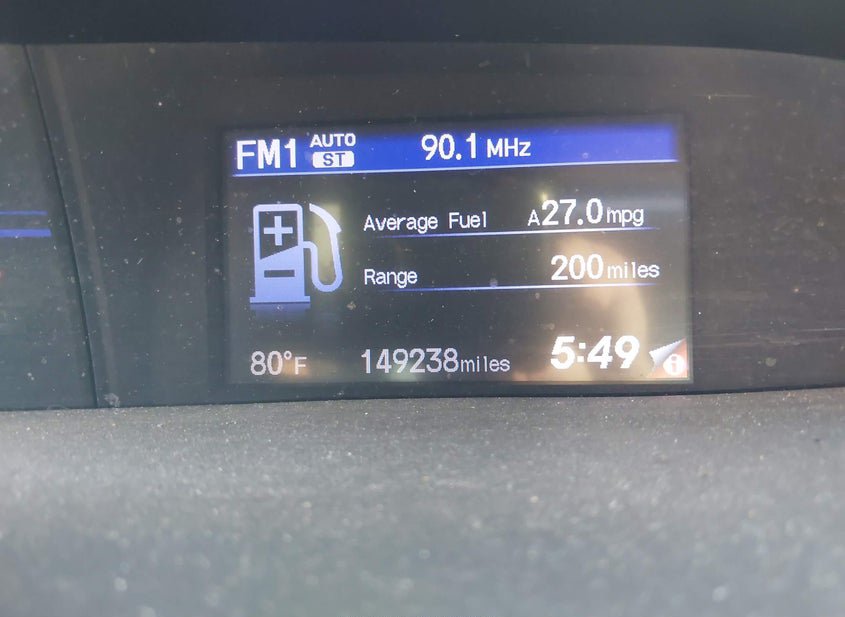 FM1 AUTO ST 90.1 MHz
Average Fuel A27.0mpg
Range 200miles
80°F 149238miles 5:49 i